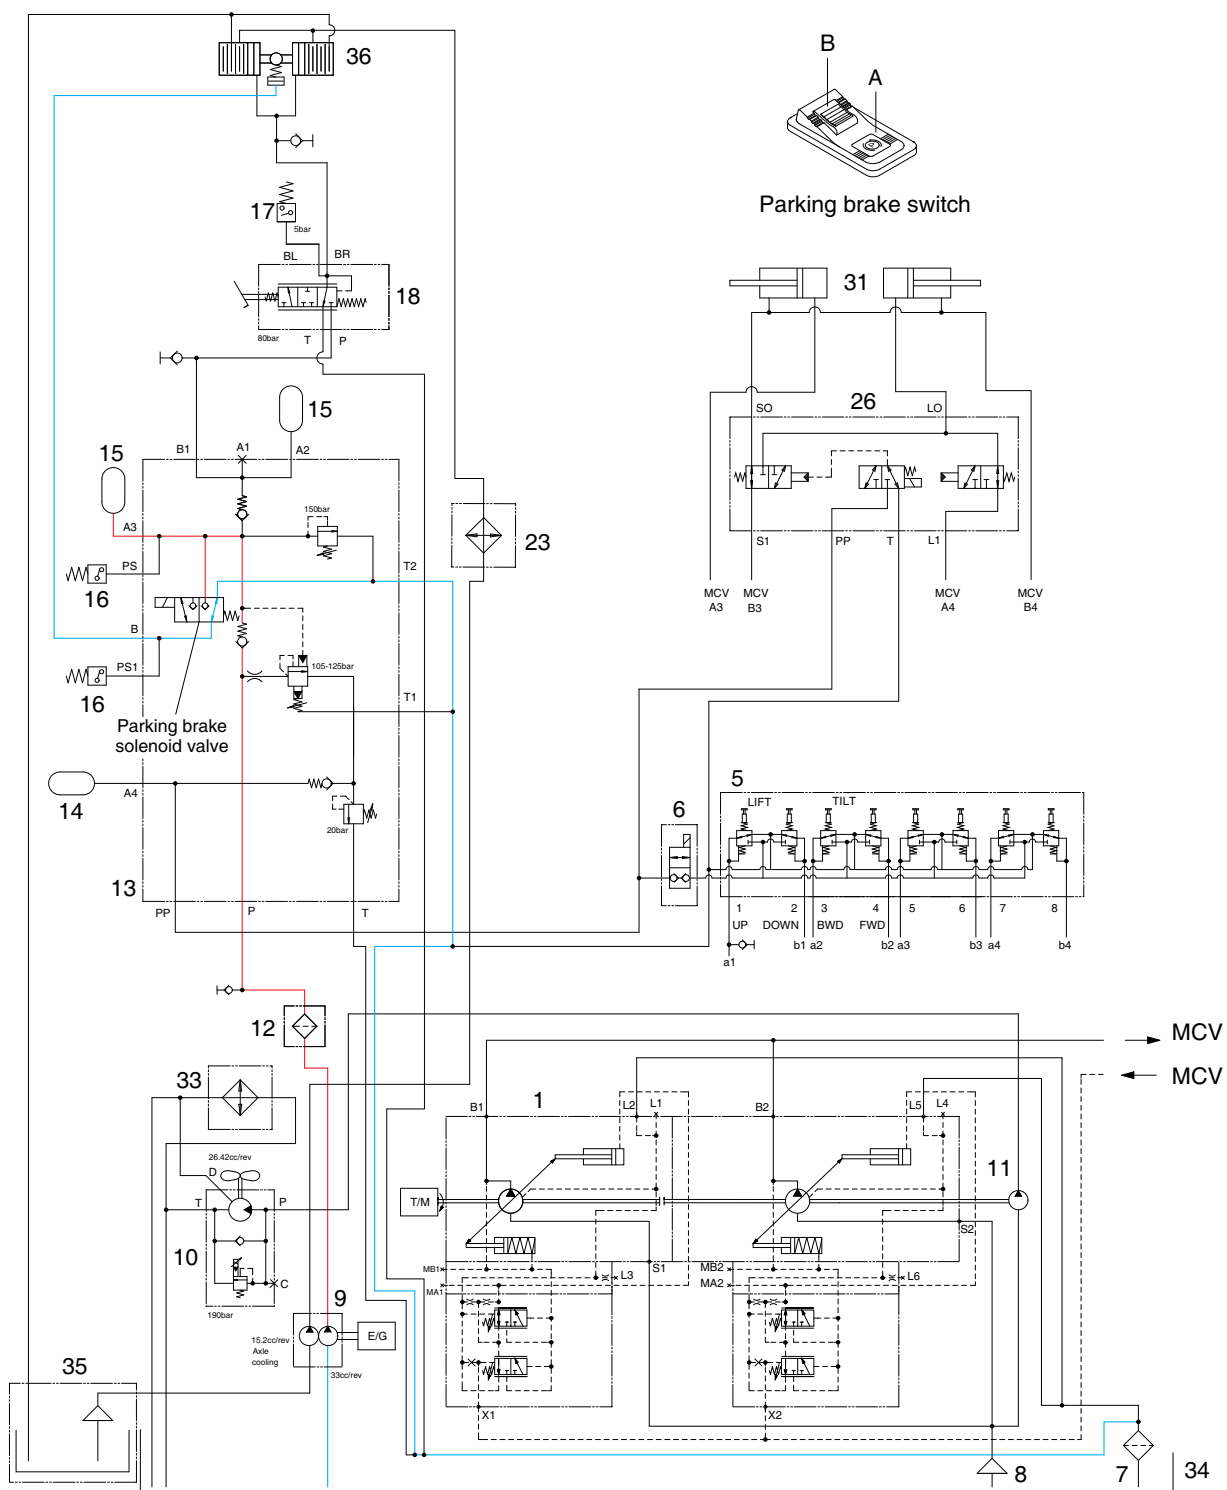 36
B
A
Parking brake switch
17
5bar
BL
BR
18
80bar
T
P
31
15
15
B1
A1
A2
SO
26
LO
A3
150bar
23
S1
PP
T
L1
PS
T2
16
MCV
A3
MCV
B3
MCV
A4
MCV
B4
B
PS1
105-125bar
16
T1
Parking brake
solenoid valve
14
A4
20bar
6
5
LIFT
TILT
13
PP
P
T
1
2
3
4
5
6
7
8
UP
DOWN
BWD
FWD
a1
b1
a2
b2
a3
b3
a4
b4
12
MCV
MCV
33
B1
1
L2
L1
B2
L5
L4
26.42cc/rev
D
T
P
T/M
11
S2
10
C
190bar
MB1
MA1
S1
L3
MB2
MA2
L6
9
15.2cc/rev
Axle
cooling
E/G
33cc/rev
35
X1
X2
8
7
34